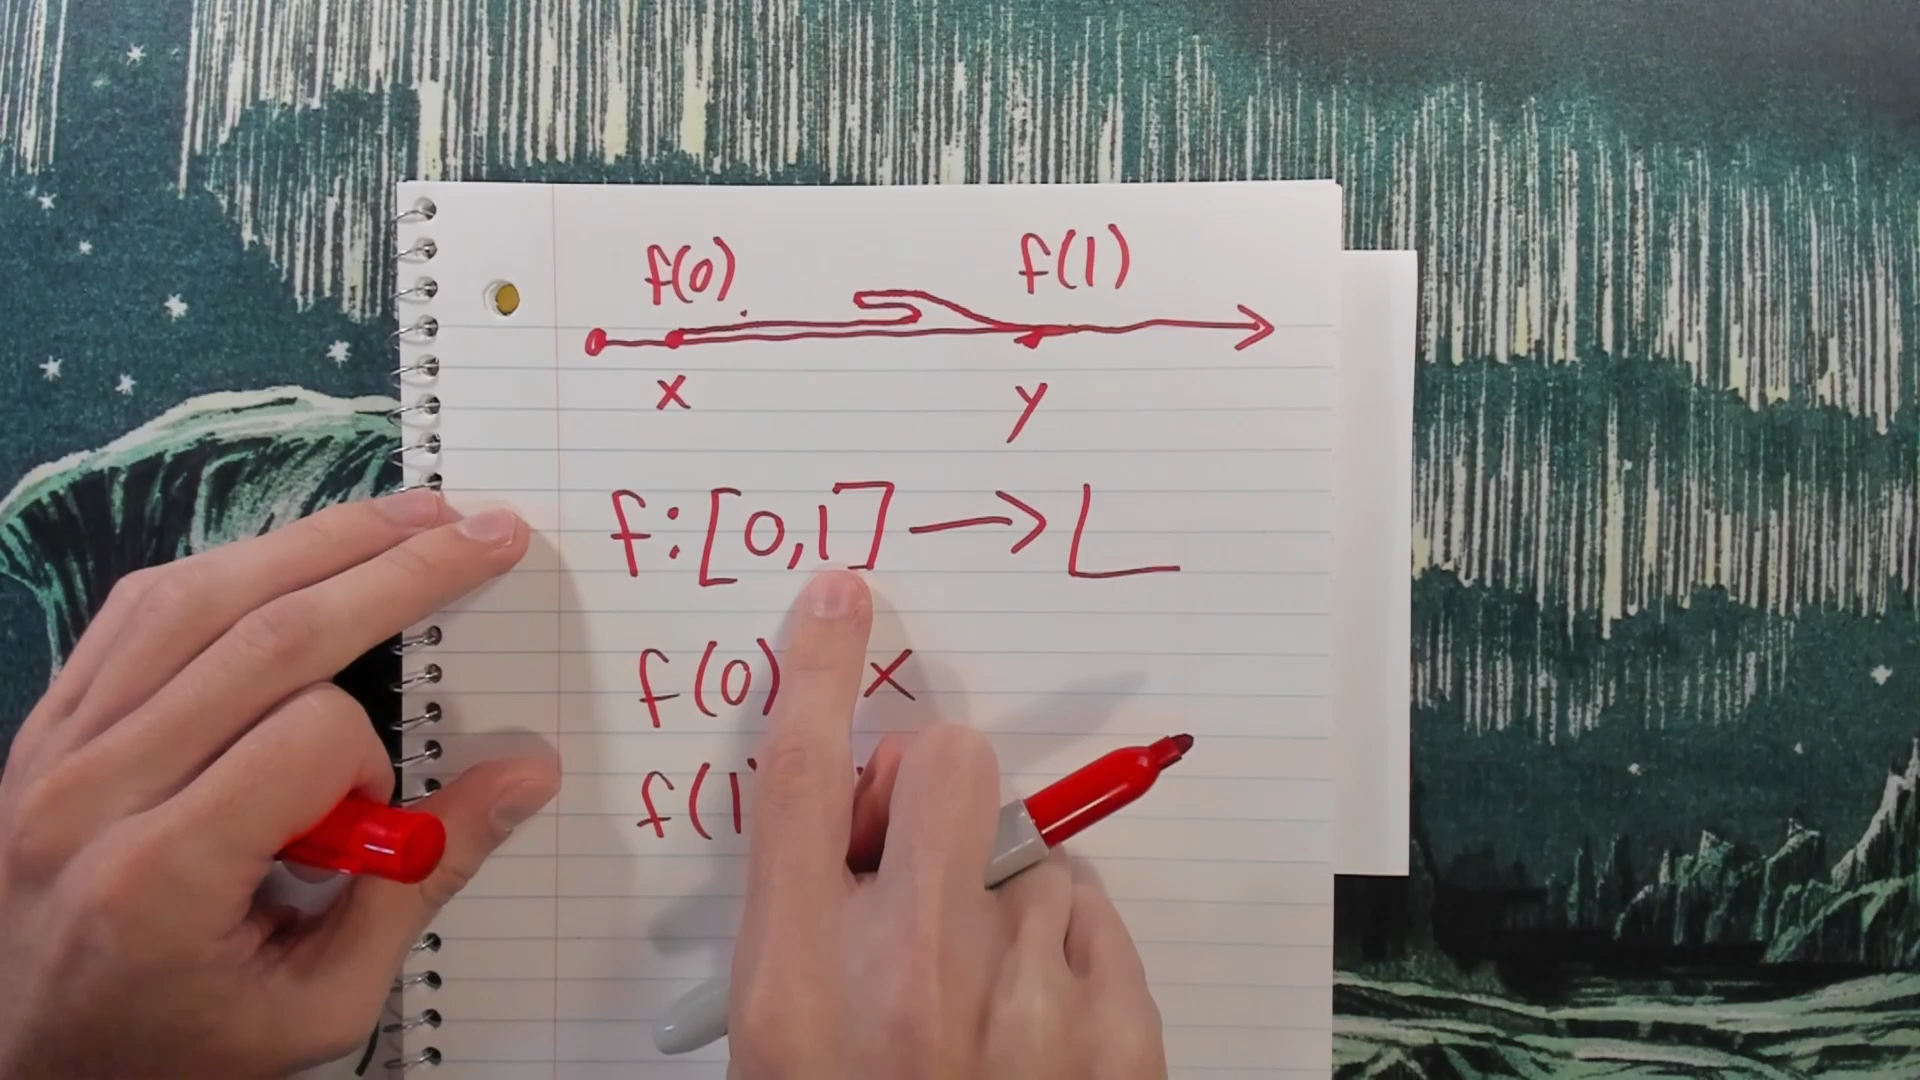 f(0) f(1)
x y
f:[0,1]→L
f(0) x
f(1